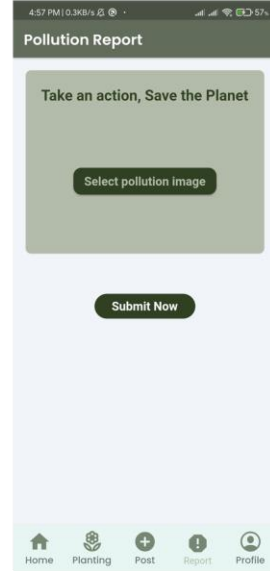 4:57 PM | 0.3KB/s
57%
Pollution Report
Take an action, Save the Planet
Select pollution image
Submit Now
Home Planting Post Report Profile